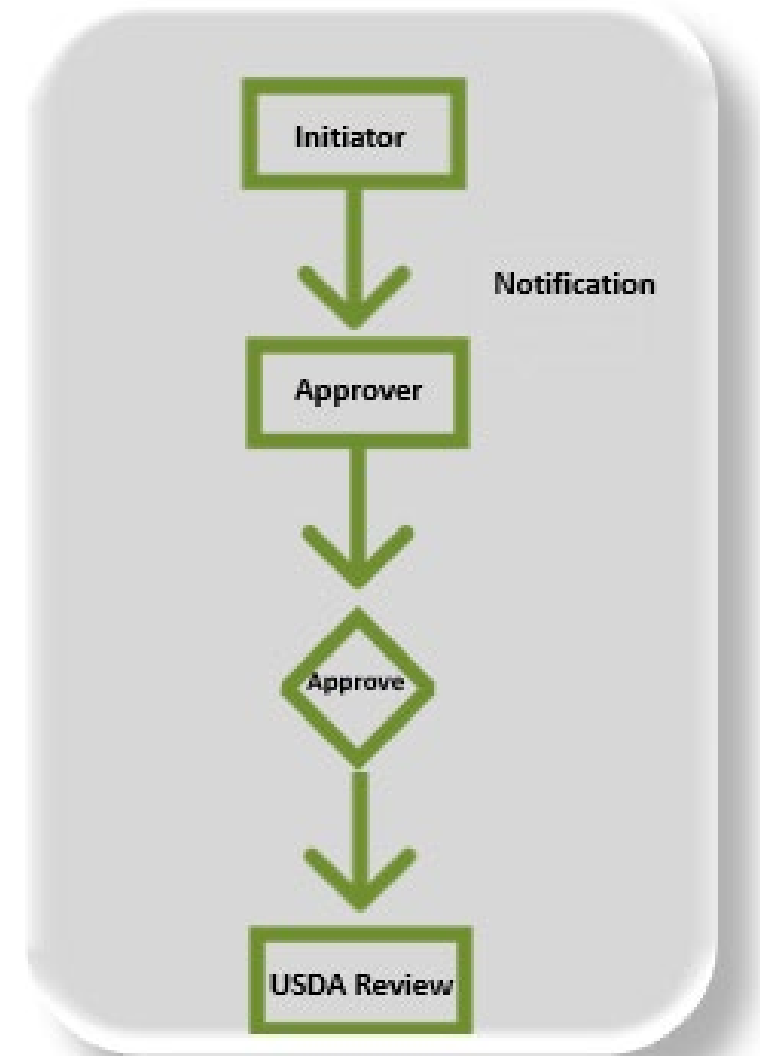 Initiator
Notification
Approver
Approve
USDA Review